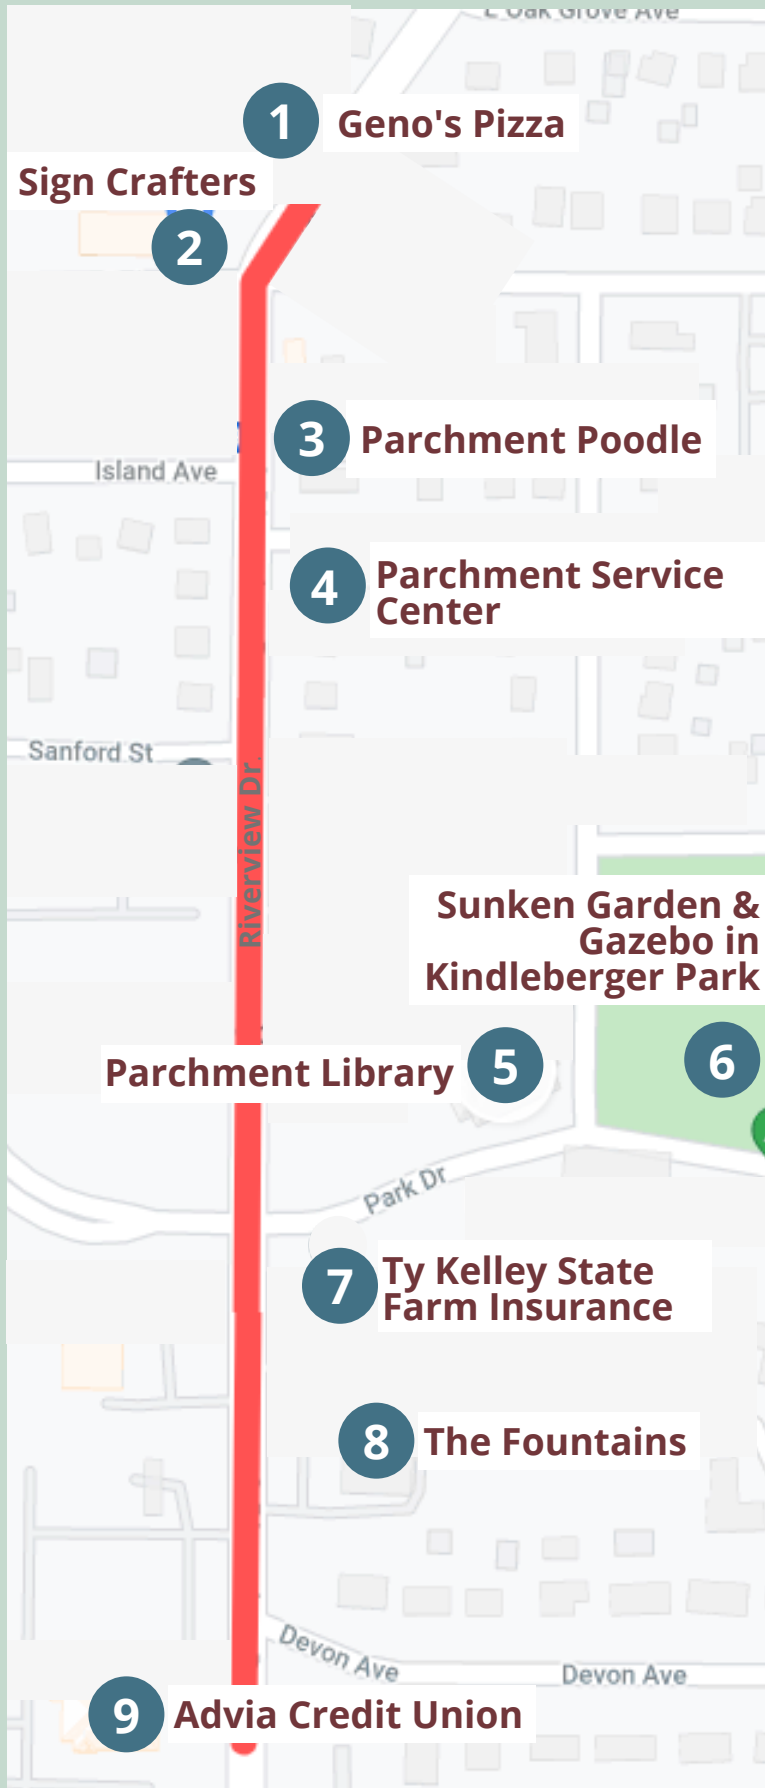 E Oak Grove Ave
1
Geno's Pizza
Sign Crafters
2
3
Parchment Poodle
Island Ave
4
Parchment Service
Center
Sanford St
Riverview Dr
Sunken Garden &
Gazebo in
Kindleberger Park
6
Parchment Library
5
Park Dr
7
Ty Kelley State
Farm Insurance
8
The Fountains
Devon Ave
Devon Ave
9
Advia Credit Union